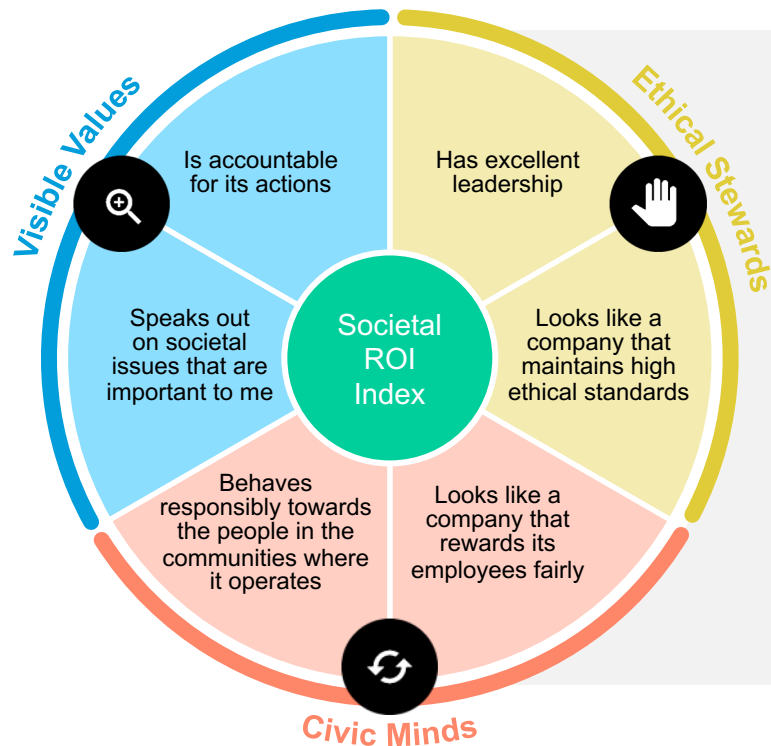 Visible Values
Ethical Stewards
Is accountable
for its actions
Has excellent
leadership
Speaks out
on societal
issues that are
important to me
Societal
ROI
Index
Looks like a
company that
maintains high
ethical standards
Behaves
responsibly towards
the people in the
communities where
it operates
Looks like a
company that
rewards its
employees fairly
Civic Minds